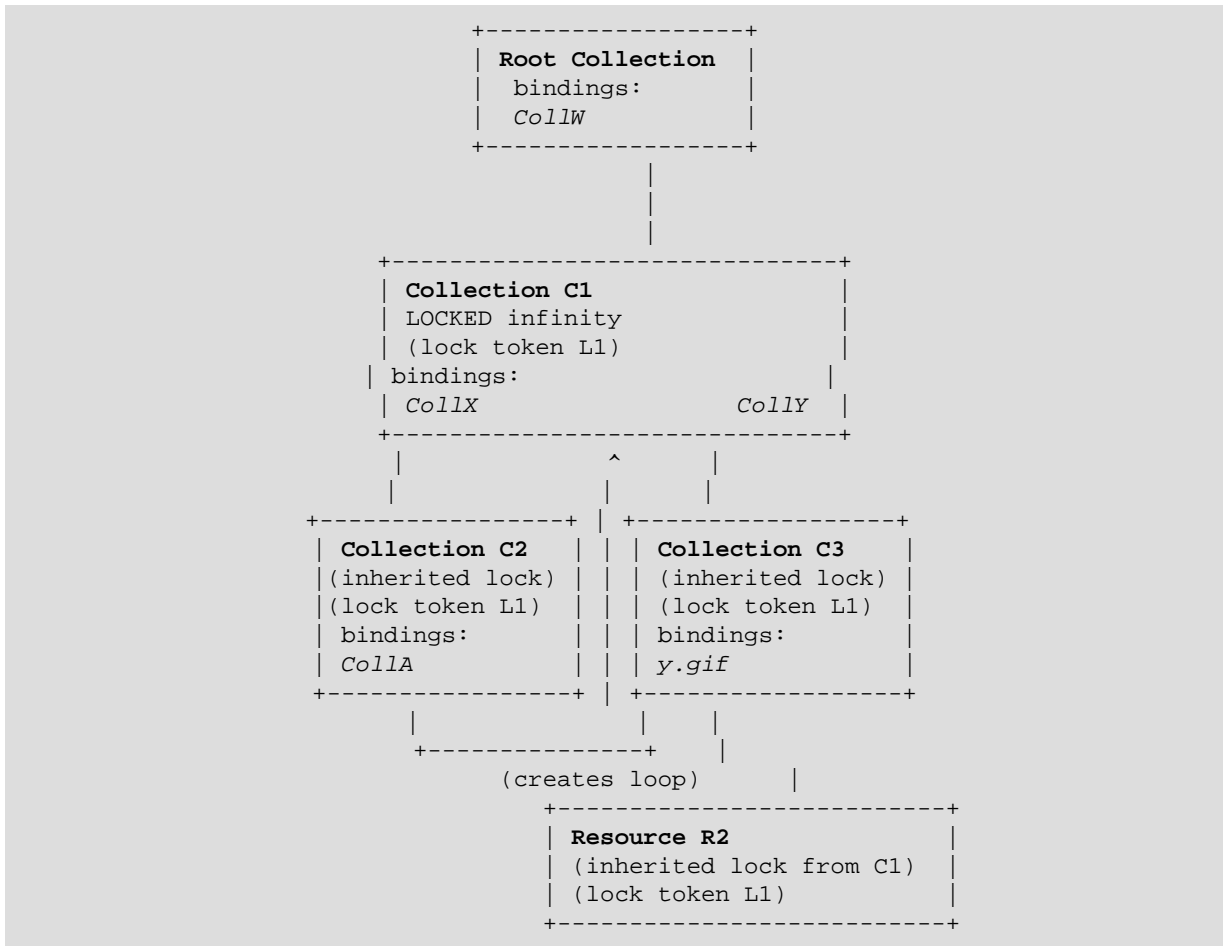 +------------------+
| Root Collection |
| bindings: |
| CollW |
+------------------+
|
|
|
+-------------------------------+
| Collection C1 |
| LOCKED infinity |
| (lock token L1) |
| bindings: |
| CollX CollY |
+-------------------------------+
| ^ |
| | |
+-----------------+ | +------------------+
| Collection C2 | | | Collection C3 |
|(inherited lock) | | | (inherited lock) |
|(lock token L1) | | | (lock token L1) |
| bindings: | | | bindings: |
| CollA | | | y.gif |
+-----------------+ | +------------------+
| | |
+---------------+ |
(creates loop) |
+---------------------------+
| Resource R2 |
| (inherited lock from C1) |
| (lock token L1) |
+---------------------------+